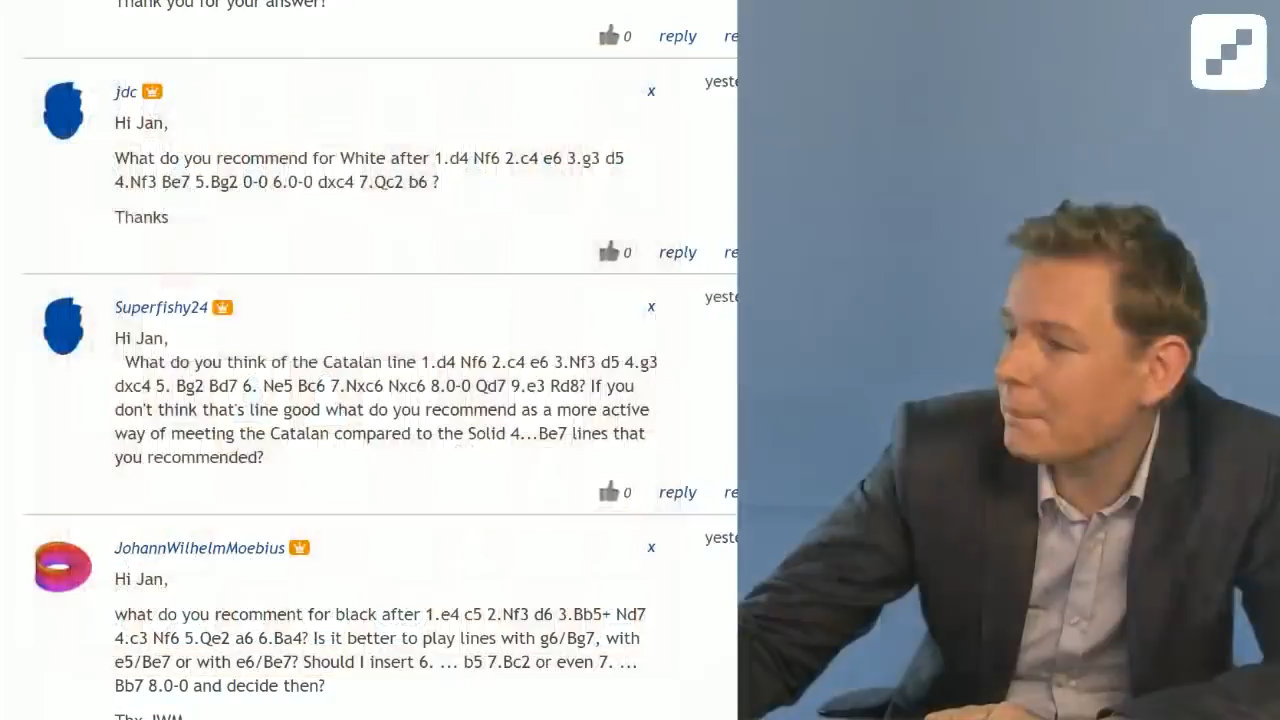 Thank you for your answer!
0 reply re
jdc x yeste
Hi Jan,
What do you recommend for White after 1.d4 Nf6 2.c4 e6 3.g3 d5
4.Nf3 Be7 5.Bg2 0-0 6.0-0 dxc4 7.Qc2 b6 ?
Thanks
0 reply re
Superfishy24 x yeste
Hi Jan,
What do you think of the Catalan line 1.d4 Nf6 2.c4 e6 3.Nf3 d5 4.g3
dxc4 5. Bg2 Bd7 6. Ne5 Bc6 7.Nxc6 Nxc6 8.0-0 Qd7 9.e3 Rd8? If you
don't think that's line good what do you recommend as a more active
way of meeting the Catalan compared to the Solid 4...Be7 lines that
you recommended?
0 reply re
JohannWilhelmMoebius x yeste
Hi Jan,
what do you recomment for black after 1.e4 c5 2.Nf3 d6 3.Bb5+ Nd7
4.c3 Nf6 5.Qe2 a6 6.Ba4? Is it better to play lines with g6/Bg7, with
e5/Be7 or with e6/Be7? Should I insert 6. ... b5 7.Bc2 or even 7. ...
Bb7 8.0-0 and decide then?
Thx JWM